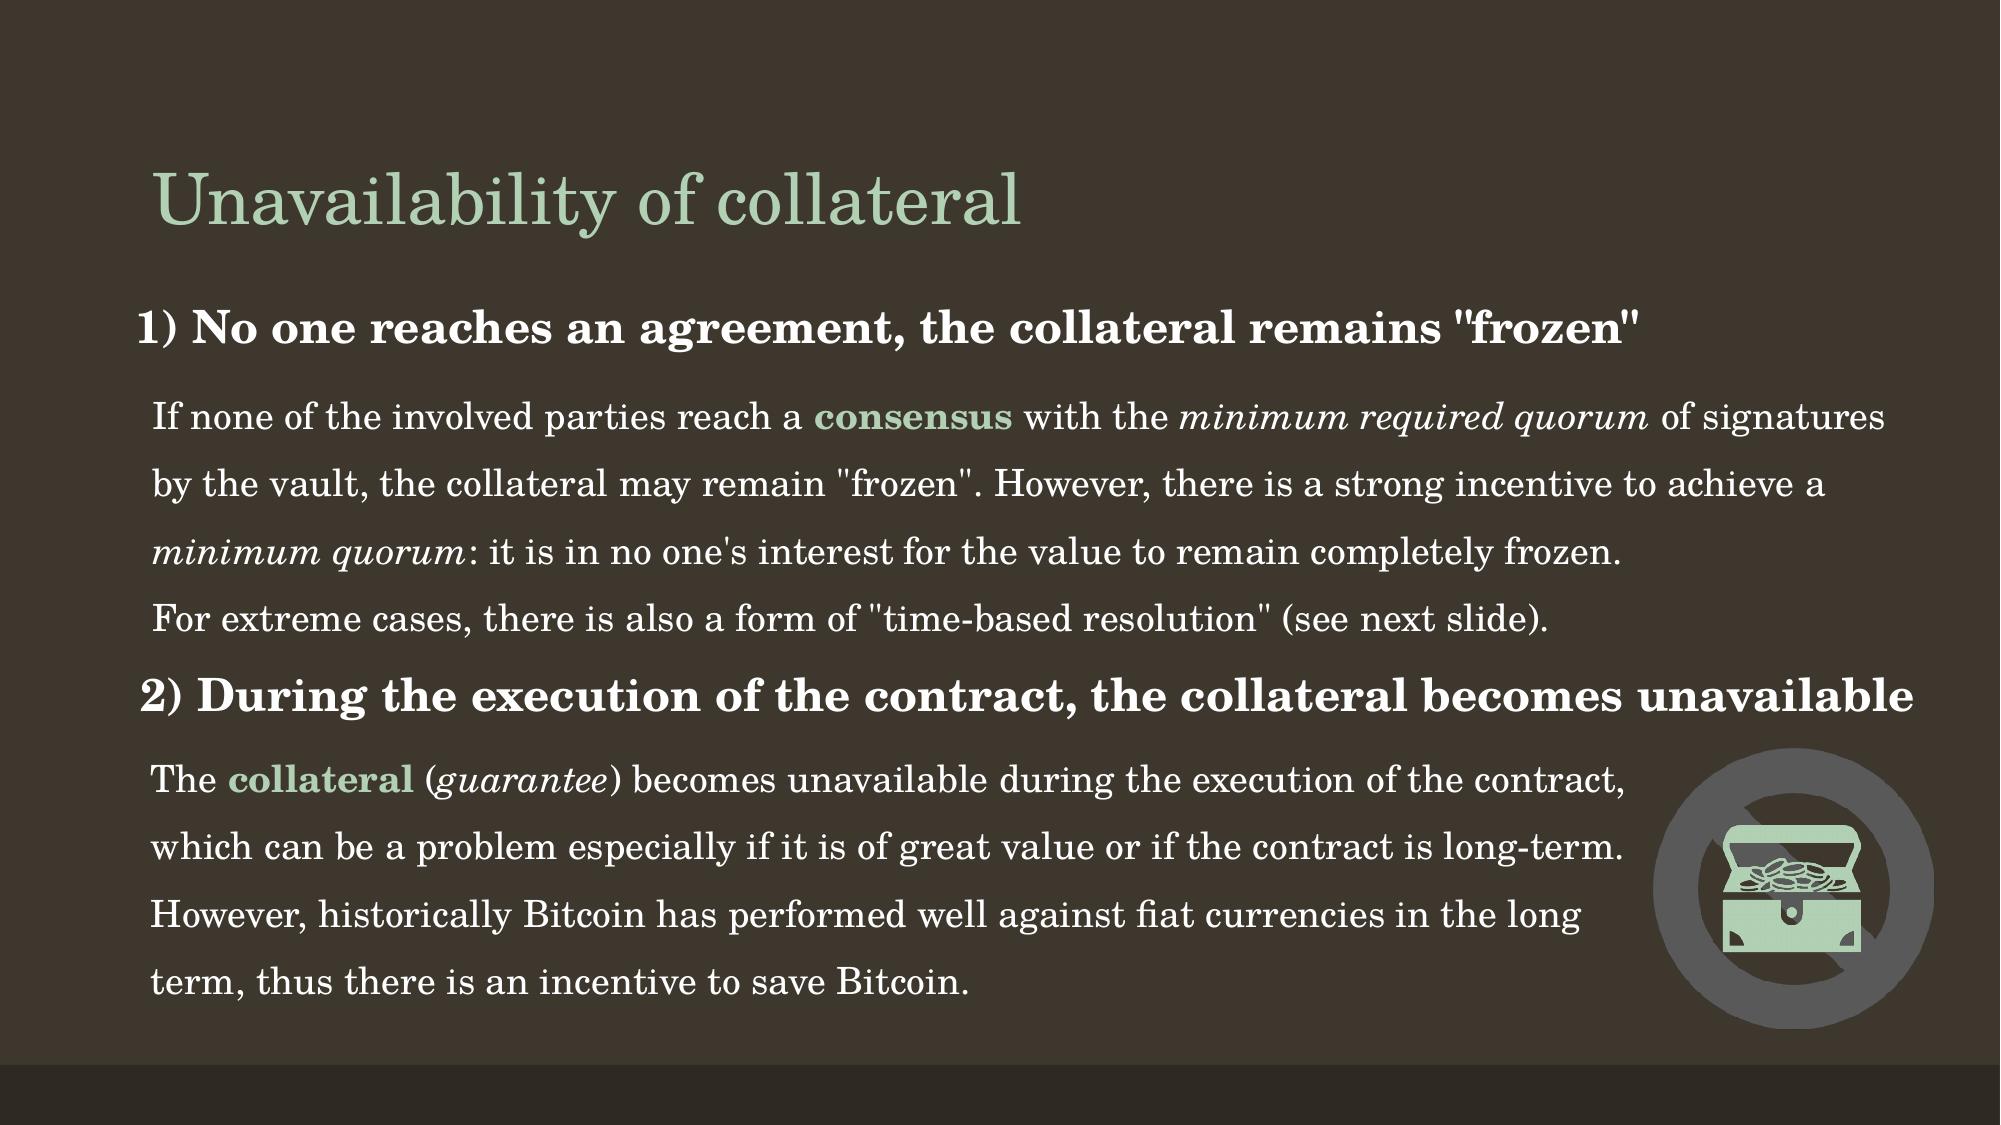 Unavailability of collateral
1) No one reaches an agreement, the collateral remains "frozen"
If none of the involved parties reach a consensus with the minimum required quorum of signatures
by the vault, the collateral may remain "frozen". However, there is a strong incentive to achieve a
minimum quorum: it is in no one's interest for the value to remain completely frozen.
For extreme cases, there is also a form of "time-based resolution" (see next slide).
2) During the execution of the contract, the collateral becomes unavailable
The collateral (guarantee) becomes unavailable during the execution of the contract,
which can be a problem especially if it is of great value or if the contract is long-term.
However, historically Bitcoin has performed well against fiat currencies in the long
term, thus there is an incentive to save Bitcoin.